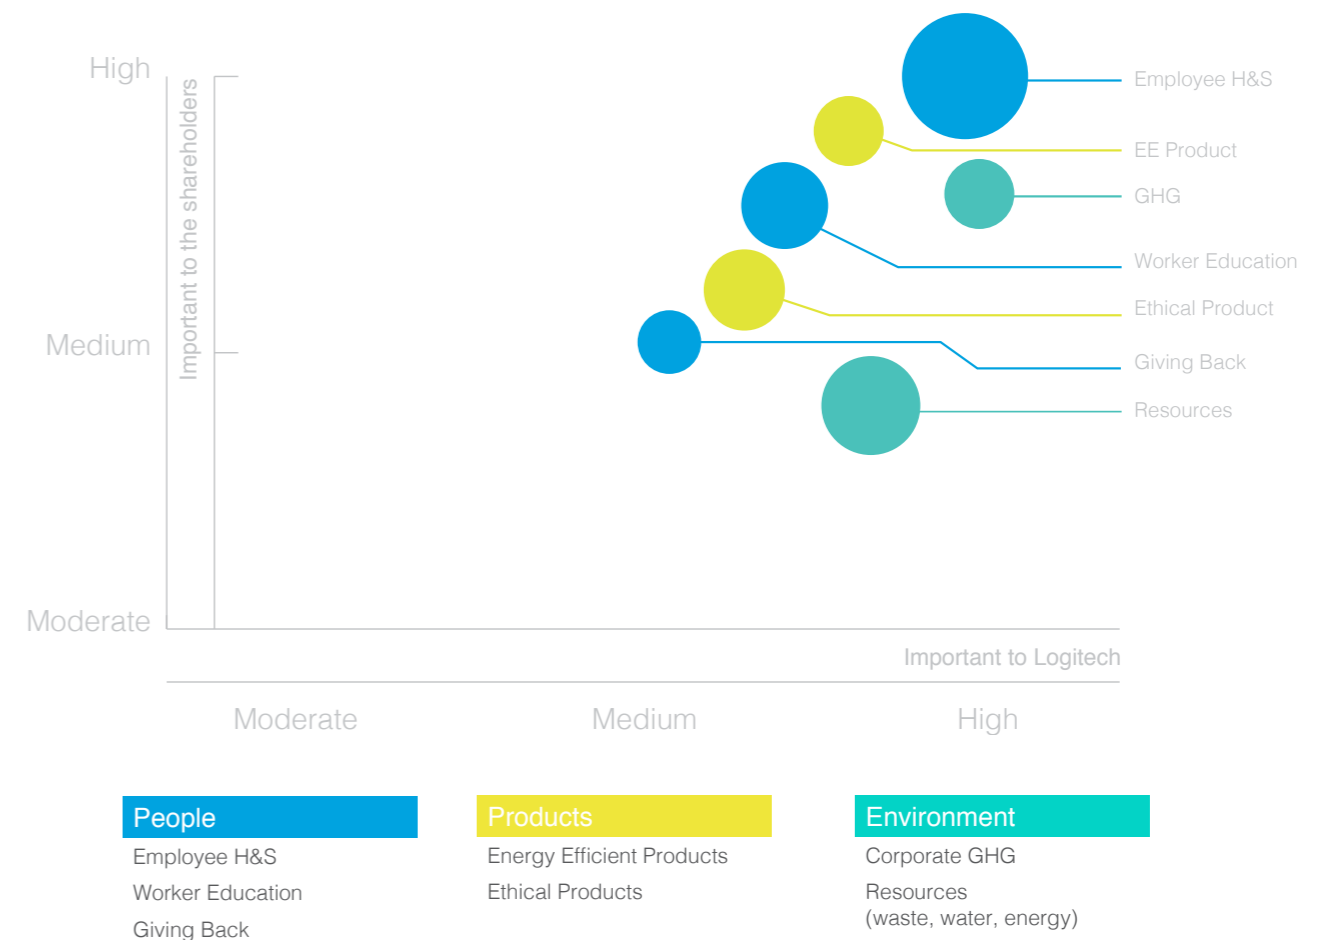 High
Important to the shareholders
Medium
Moderate
Employee H&S
EE Product
GHG
Worker Education
Ethical Product
Giving Back
Resources
Important to Logitech
Moderate
Medium
High
People
Employee H&S
Worker Education
Giving Back
Products
Energy Efficient Products
Ethical Products
Environment
Corporate GHG
Resources
(waste, water, energy)